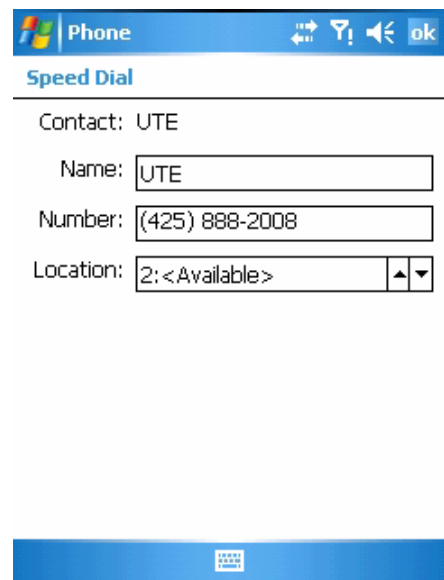 Phone ok
Speed Dial
Contact: UTE
Name: UTE
Number: (425) 888-2008
Location: 2:<Available>